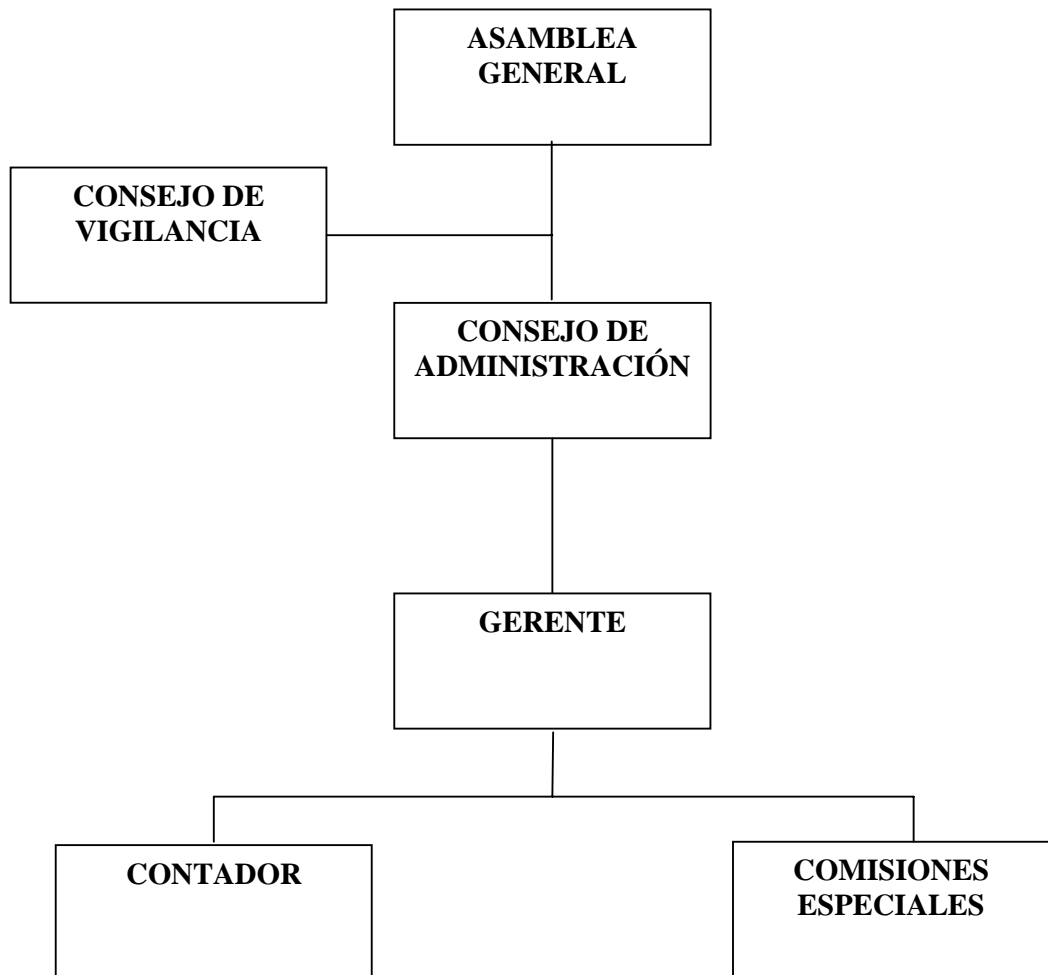 ASAMBLEA
GENERAL
CONSEJO DE
VIGILANCIA
CONSEJO DE
ADMINISTRACIÓN
GERENTE
CONTADOR
COMISIONES
ESPECIALES